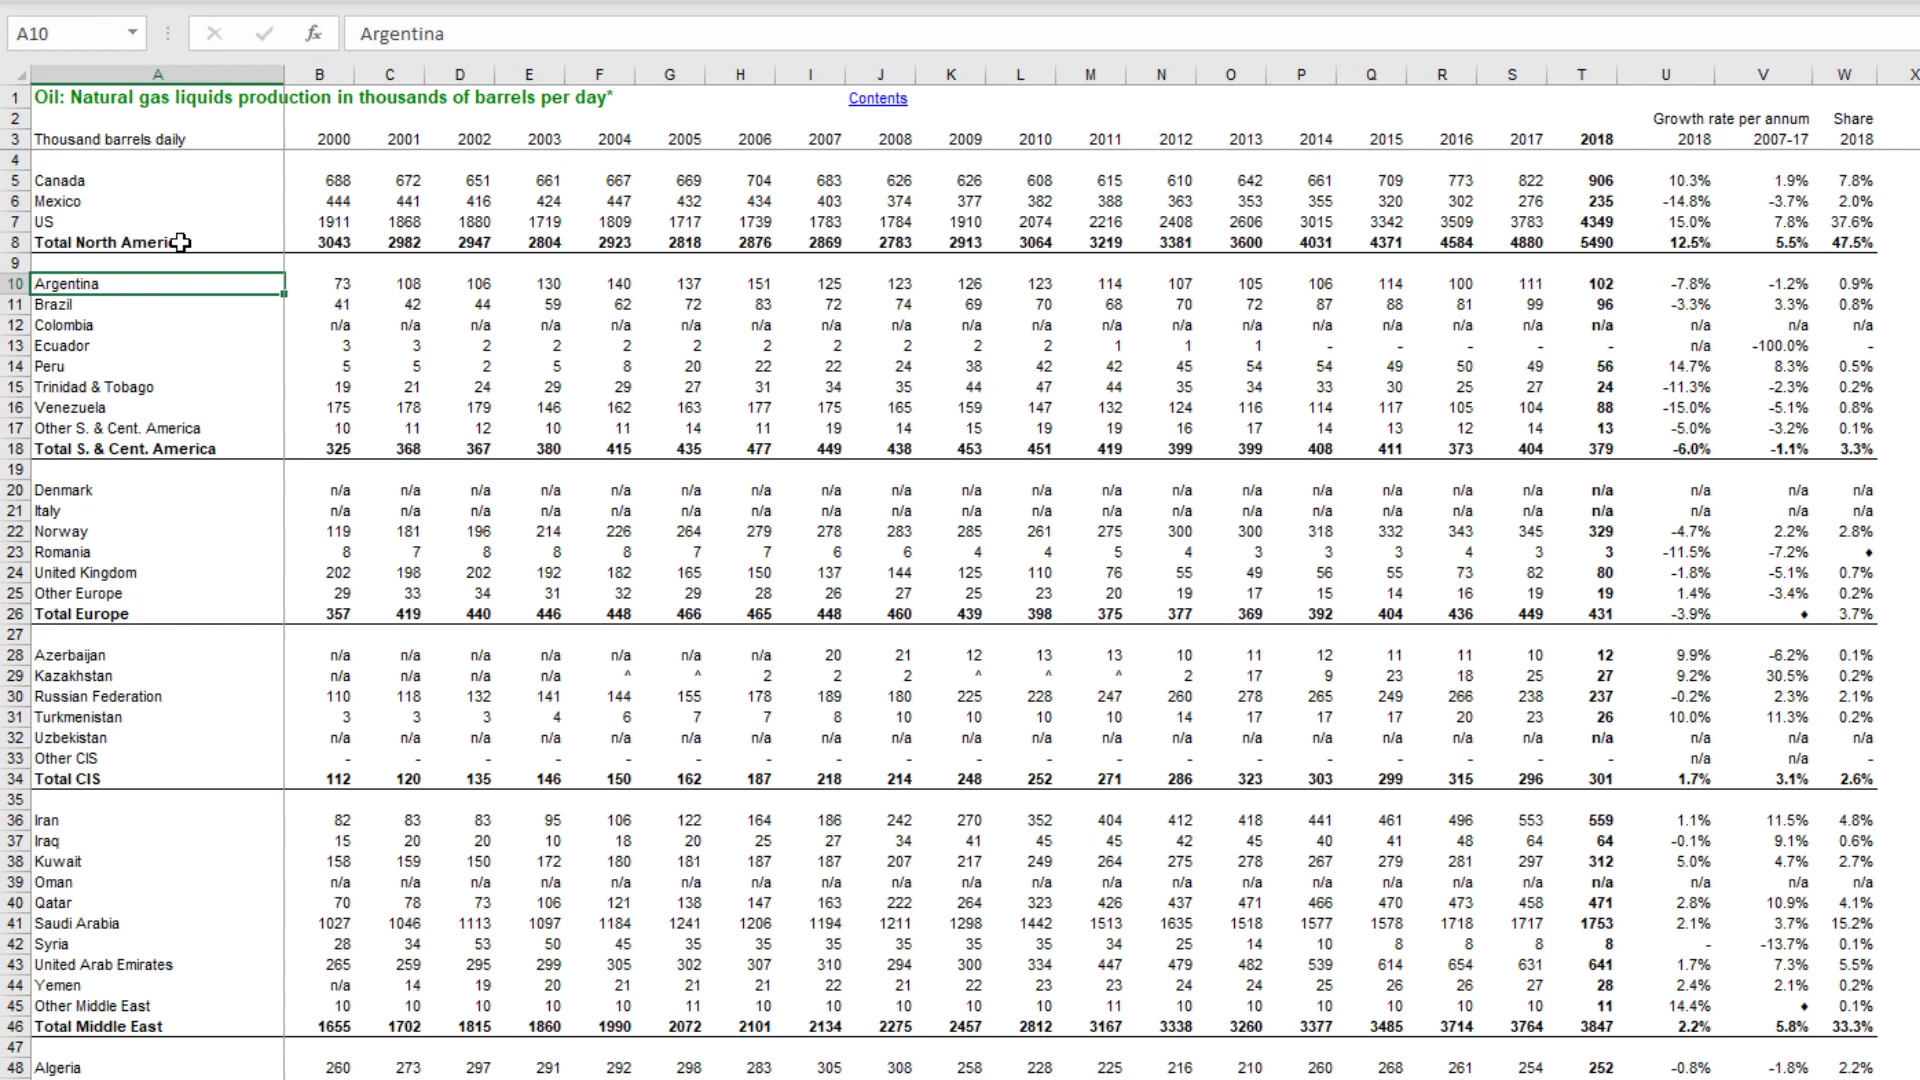 A10 fx Argentina
A B C D E F G H I J K L M N O P Q R S T U V W X
1 Oil: Natural gas liquids production in thousands of barrels per day* Contents
2 Growth rate per annum Share
3 Thousand barrels daily 2000 2001 2002 2003 2004 2005 2006 2007 2008 2009 2010 2011 2012 2013 2014 2015 2016 2017 2018 2018 2007-17 2018
4
5 Canada 688 672 651 661 667 669 704 683 626 626 608 615 610 642 661 709 773 822 906 10.3% 1.9% 7.8%
6 Mexico 444 441 416 424 447 432 434 403 374 377 382 388 363 353 355 320 302 276 235 -14.8% -3.7% 2.0%
7 US 1911 1868 1880 1719 1809 1717 1739 1783 1784 1910 2074 2216 2408 2606 3015 3342 3509 3783 4349 15.0% 7.8% 37.6%
8 Total North America 3043 2982 2947 2804 2923 2818 2876 2869 2783 2913 3064 3219 3381 3600 4031 4371 4584 4880 5490 12.5% 5.5% 47.5%
9
10 Argentina 73 108 106 130 140 137 151 125 123 126 123 114 107 105 106 114 100 111 102 -7.8% -1.2% 0.9%
11 Brazil 41 42 44 59 62 72 83 72 74 69 70 68 70 72 87 88 81 99 96 -3.3% 3.3% 0.8%
12 Colombia n/a n/a n/a n/a n/a n/a n/a n/a n/a n/a n/a n/a n/a n/a n/a n/a n/a n/a n/a n/a n/a n/a
13 Ecuador 3 3 2 2 2 2 2 2 2 2 2 1 1 1 - - - - - n/a -100.0% -
14 Peru 5 5 2 5 8 20 22 22 24 38 42 42 45 54 54 49 50 49 56 14.7% 8.3% 0.5%
15 Trinidad & Tobago 19 21 24 29 29 27 31 34 35 44 47 44 35 34 33 30 25 27 24 -11.3% -2.3% 0.2%
16 Venezuela 175 178 179 146 162 163 177 175 165 159 147 132 124 116 114 117 105 104 88 -15.0% -5.1% 0.8%
17 Other S. & Cent. America 10 11 12 10 11 14 11 19 14 15 19 19 16 17 14 13 12 14 13 -5.0% -3.2% 0.1%
18 Total S. & Cent. America 325 368 367 380 415 435 477 449 438 453 451 419 399 399 408 411 373 404 379 -6.0% -1.1% 3.3%
19
20 Denmark n/a n/a n/a n/a n/a n/a n/a n/a n/a n/a n/a n/a n/a n/a n/a n/a n/a n/a n/a n/a n/a n/a
21 Italy n/a n/a n/a n/a n/a n/a n/a n/a n/a n/a n/a n/a n/a n/a n/a n/a n/a n/a n/a n/a n/a n/a
22 Norway 119 181 196 214 226 264 279 278 283 285 261 275 300 300 318 332 343 345 329 -4.7% 2.2% 2.8%
23 Romania 8 7 8 8 8 7 7 6 6 4 4 5 4 3 3 3 4 3 3 -11.5% -7.2% ♦
24 United Kingdom 202 198 202 192 182 165 150 137 144 125 110 76 55 49 56 55 73 82 80 -1.8% -5.1% 0.7%
25 Other Europe 29 33 34 31 32 29 28 26 27 25 23 20 19 17 15 14 16 19 19 1.4% -3.4% 0.2%
26 Total Europe 357 419 440 446 448 466 465 448 460 439 398 375 377 369 392 404 436 449 431 -3.9% ♦ 3.7%
27
28 Azerbaijan n/a n/a n/a n/a n/a n/a n/a 20 21 12 13 13 10 11 12 11 11 10 12 9.9% -6.2% 0.1%
29 Kazakhstan n/a n/a n/a n/a ^ ^ 2 2 2 ^ ^ ^ 2 17 9 23 18 25 27 9.2% 30.5% 0.2%
30 Russian Federation 110 118 132 141 144 155 178 189 180 225 228 247 260 278 265 249 266 238 237 -0.2% 2.3% 2.1%
31 Turkmenistan 3 3 3 4 6 7 7 8 10 10 10 10 14 17 17 17 20 23 26 10.0% 11.3% 0.2%
32 Uzbekistan n/a n/a n/a n/a n/a n/a n/a n/a n/a n/a n/a n/a n/a n/a n/a n/a n/a n/a n/a n/a n/a n/a
33 Other CIS - - - - - - - - - - - - - - - - - - - n/a n/a -
34 Total CIS 112 120 135 146 150 162 187 218 214 248 252 271 286 323 303 299 315 296 301 1.7% 3.1% 2.6%
35
36 Iran 82 83 83 95 106 122 164 186 242 270 352 404 412 418 441 461 496 553 559 1.1% 11.5% 4.8%
37 Iraq 15 20 20 10 18 20 25 27 34 41 45 45 42 45 40 41 48 64 64 -0.1% 9.1% 0.6%
38 Kuwait 158 159 150 172 180 181 187 187 207 217 249 264 275 278 267 279 281 297 312 5.0% 4.7% 2.7%
39 Oman n/a n/a n/a n/a n/a n/a n/a n/a n/a n/a n/a n/a n/a n/a n/a n/a n/a n/a n/a n/a n/a n/a
40 Qatar 70 78 73 106 121 138 147 163 222 264 323 426 437 471 466 470 473 458 471 2.8% 10.9% 4.1%
41 Saudi Arabia 1027 1046 1113 1097 1184 1241 1206 1194 1211 1298 1442 1513 1635 1518 1577 1578 1718 1717 1753 2.1% 3.7% 15.2%
42 Syria 28 34 53 50 45 35 35 35 35 35 35 34 25 14 10 8 8 8 8 - -13.7% 0.1%
43 United Arab Emirates 265 259 295 299 305 302 307 310 294 300 334 447 479 482 539 614 654 631 641 1.7% 7.3% 5.5%
44 Yemen n/a 14 19 20 21 21 21 22 21 22 23 23 24 24 25 26 26 27 28 2.4% 2.1% 0.2%
45 Other Middle East 10 10 10 10 10 11 10 10 10 10 10 11 10 10 10 10 10 10 11 14.4% ♦ 0.1%
46 Total Middle East 1655 1702 1815 1860 1990 2072 2101 2134 2275 2457 2812 3167 3338 3260 3377 3485 3714 3764 3847 2.2% 5.8% 33.3%
47
48 Algeria 260 273 297 291 292 298 283 305 308 258 228 225 216 210 260 268 261 254 252 -0.8% -1.8% 2.2%